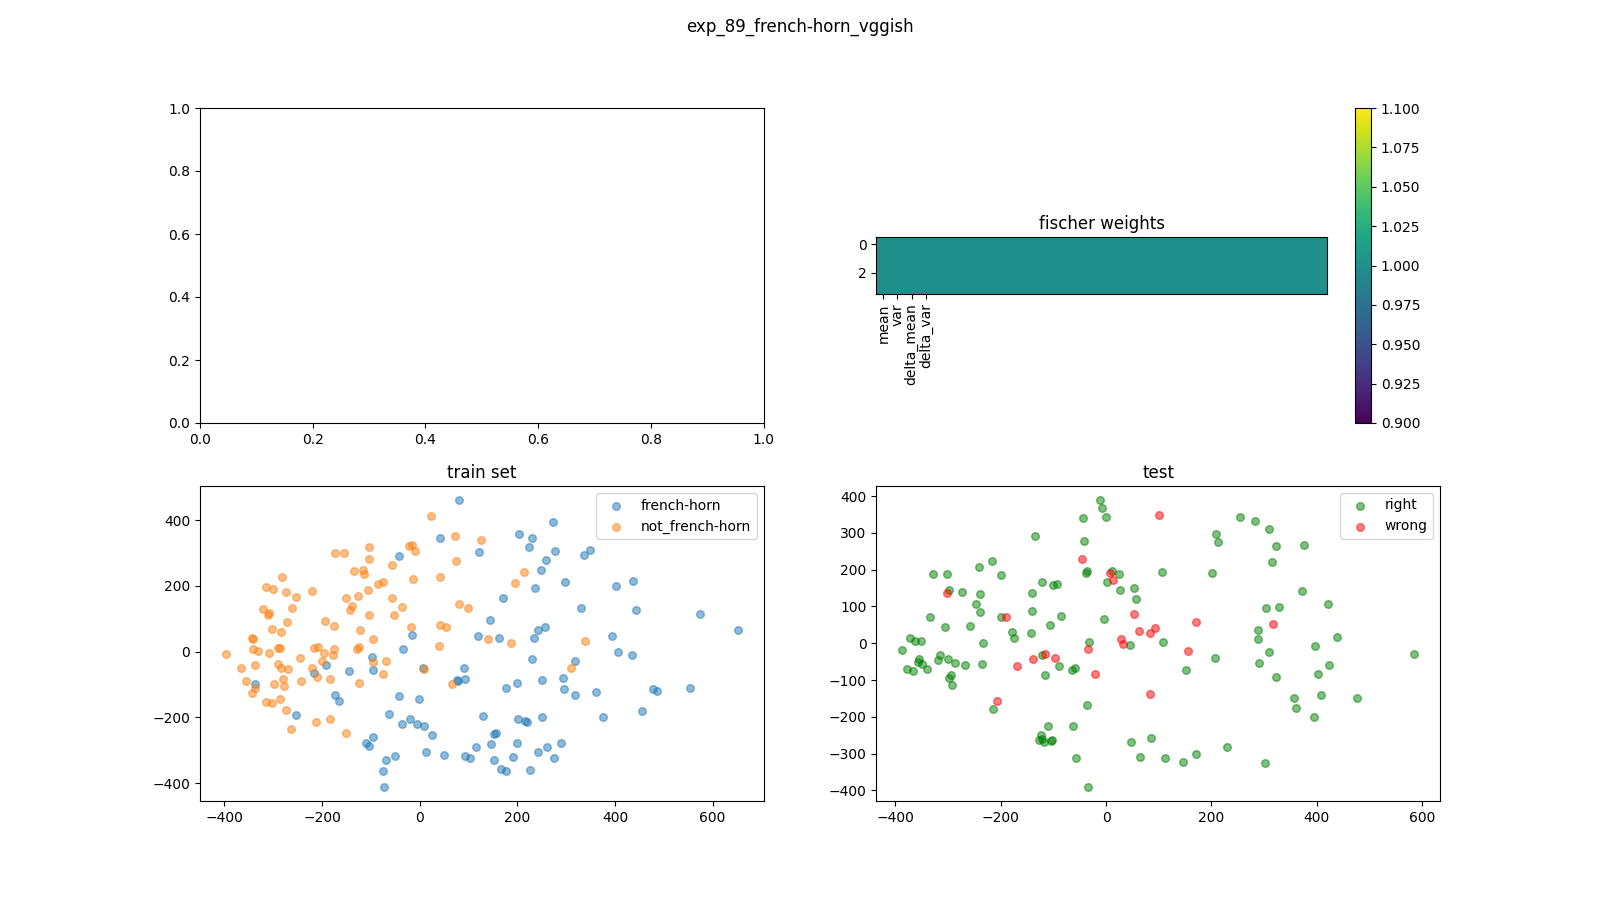 exp_89_french-horn_vggish
1.0
0.8
0.6
0.4
0.2
0.0
0.0 0.2 0.4 0.6 0.8 1.0
fischer weights
0
2
mean
var
delta_mean
delta_var
1.100
1.075
1.050
1.025
1.000
0.975
0.950
0.925
0.900
train set
french-horn
not_french-horn
400
200
0
−200
−400
−400 −200 0 200 400 600
test
right
wrong
400
300
200
100
0
−100
−200
−300
−400
−400 −200 0 200 400 600